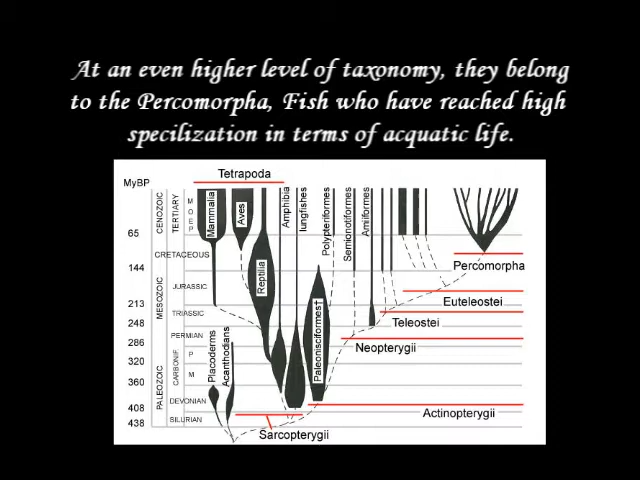 At an even higher level of taxonomy, they belong
to the Percomorpha, Fish who have reached high
specilization in terms of acquatic life.
Tetrapoda
MyBP
CENOZOIC
TERTIARY
M
O
E
P
Mammalia
Aves
Amphibia
lungfishes
Polypteriformes
Semionotiformes
Amiiformes
65
CRETACEOUS
Percomorpha
144
MESOZOIC
JURASSIC
Reptilia
Euteleostei
213
TRIASSIC
Teleostei
248
PERMIAN
286
Neopterygii
Paleonisciformes†
Placoderms
Acanthodians
PALEOZOIC
CARBONIF.
P
320
M
360
DEVONIAN
408
Actinopterygii
SILURIAN
438
Sarcopterygii